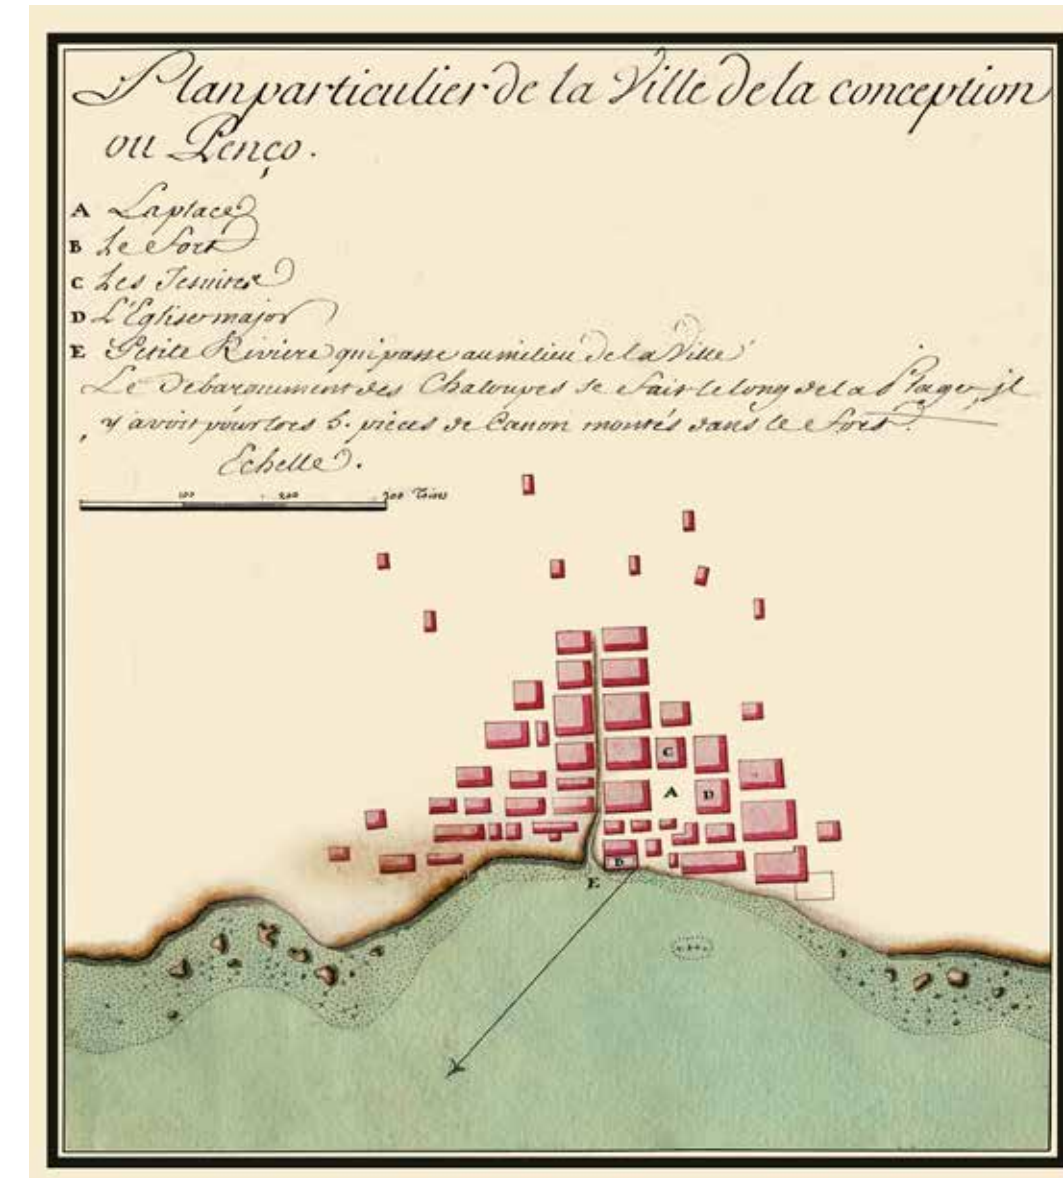 Plan particulier de la Ville de la conception
ou Penço.
A La place
B Le Fort
C Les Jesuites
D L'Eglise major
E Petite Riviere qui passe au milieu de la Ville
Le Debarquement des Chaloupes se fait le long de la Plage, il
y avoit pour lors 5. pieces de Canon montés dans le Fort.
Echelle.
100 200 300 Toises
C
A D
B
E